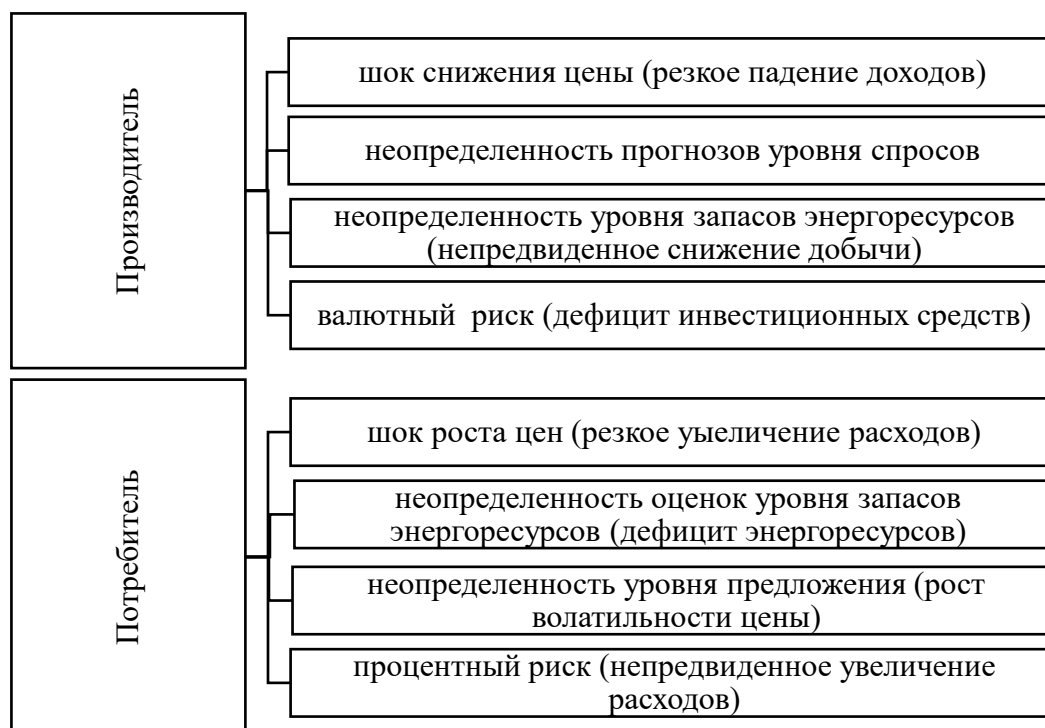 Производитель
шок снижения цены (резкое падение доходов)
неопределенность прогнозов уровня спросов
неопределенность уровня запасов энергоресурсов
(непредвиденное снижение добычи)
валютный  риск (дефицит инвестиционных средств)
Потребитель
шок роста цен (резкое уыеличение расходов)
неопределенность оценок уровня запасов
энергоресурсов (дефицит энергоресурсов)
неопределенность уровня предложения (рост
волатильности цены)
процентный риск (непредвиденное увеличение
расходов)